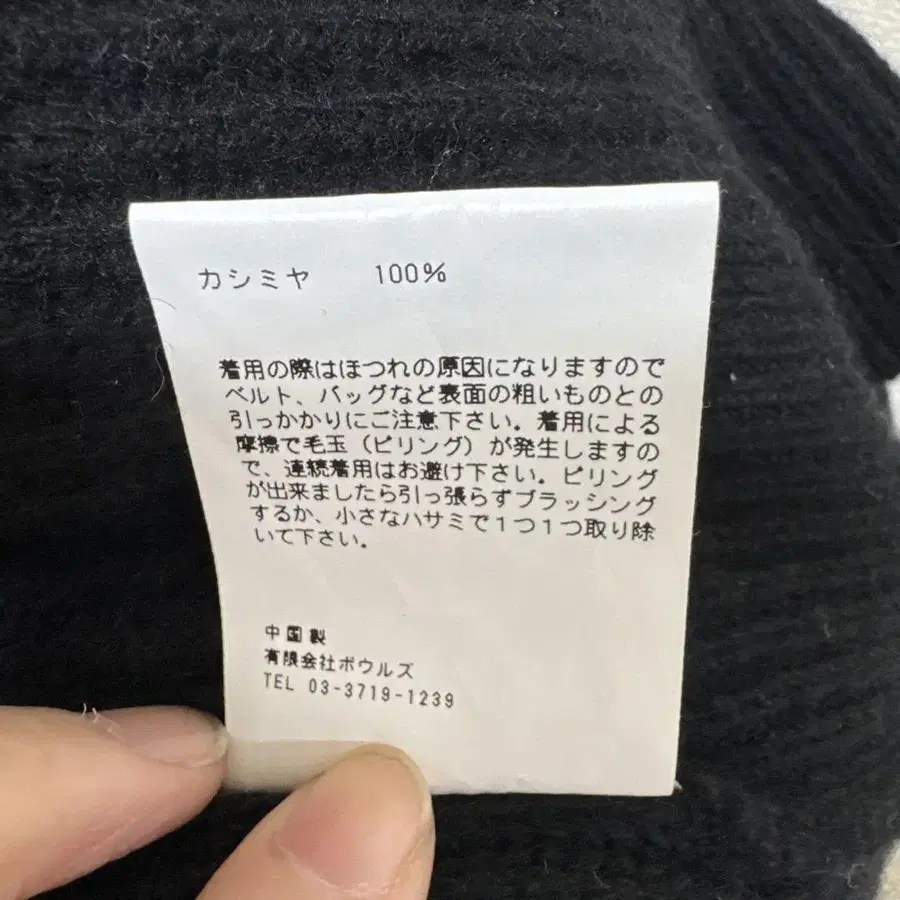 カシミヤ 100%
着用の際はほつれの原因になりますので
ベルト、バッグなど表面の粗いものとの
引っかかりにご注意下さい。着用による
摩擦で毛玉（ピリング）が発生しますの
で、連続着用はお避け下さい。ピリング
が出来ましたら引っ張らずブラッシング
するか、小さなハサミで１つ１つ取り除
いて下さい。
中国製
有限会社ボウルズ
TEL 03-3719-1239